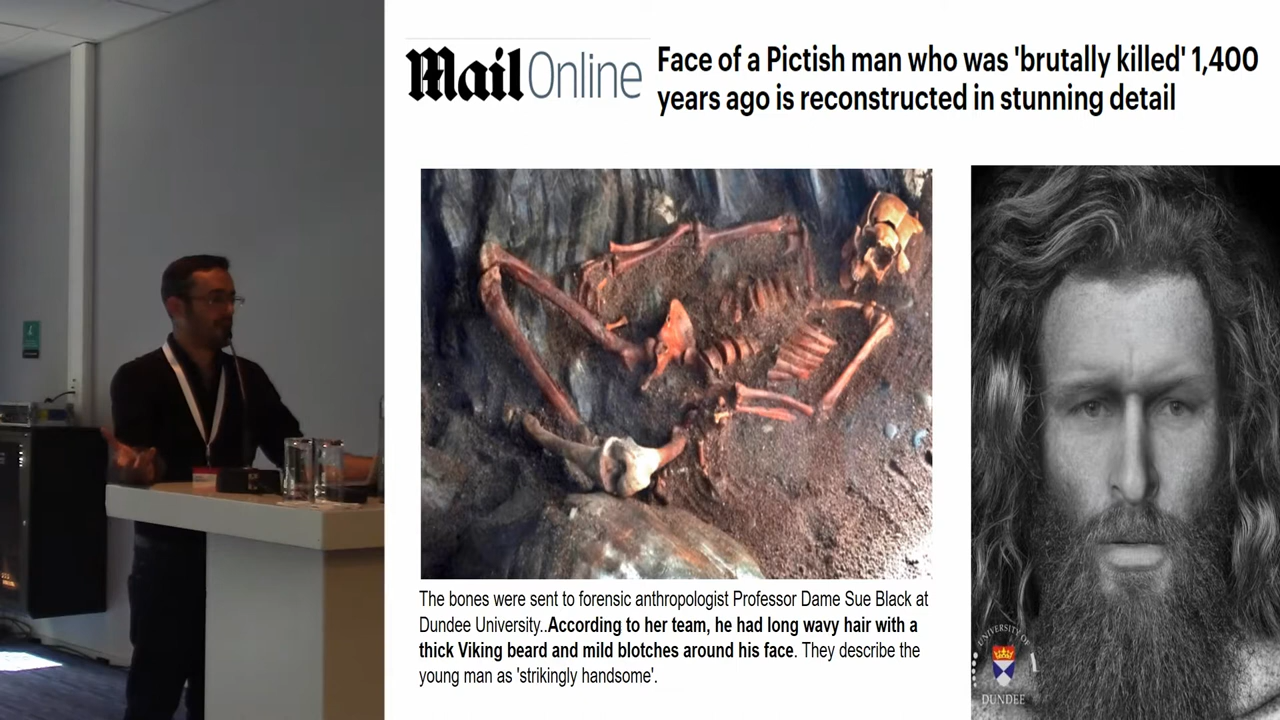 Mail Online
Face of a Pictish man who was 'brutally killed' 1,400
years ago is reconstructed in stunning detail
The bones were sent to forensic anthropologist Professor Dame Sue Black at
Dundee University..According to her team, he had long wavy hair with a
thick Viking beard and mild blotches around his face. They describe the
young man as 'strikingly handsome'.
UNIVERSITY OF
DUNDEE